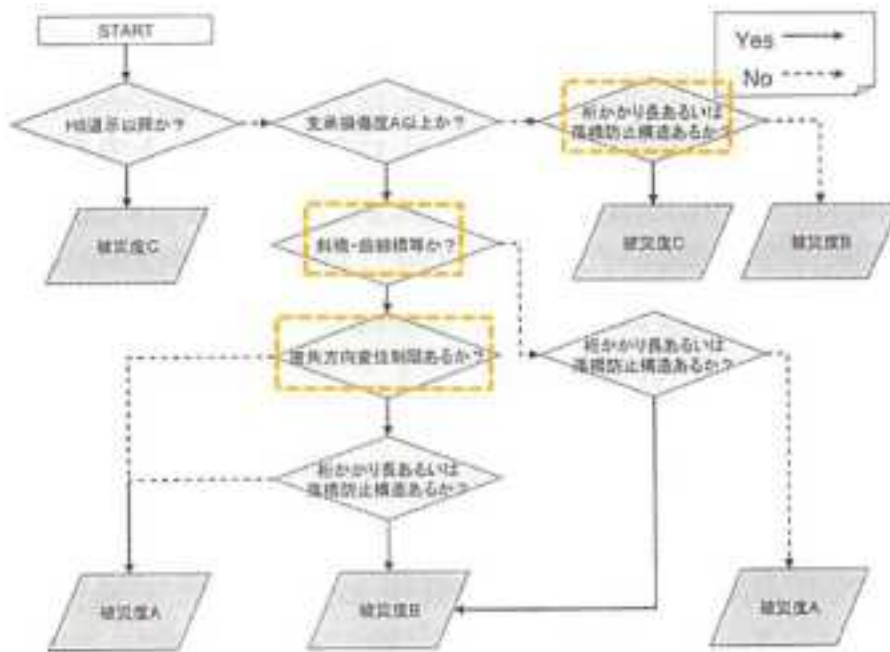 START
Yes
No
H8道示以降か?
支承損傷度A以上か?
桁かかり長あるいは
落橋防止構造あるか?
被災度C
斜橋・曲線橋等か?
被災度C
被災度B
直角方向変位制限あるか?
桁かかり長あるいは
落橋防止構造あるか?
桁かかり長あるいは
落橋防止構造あるか?
被災度A
被災度B
被災度A